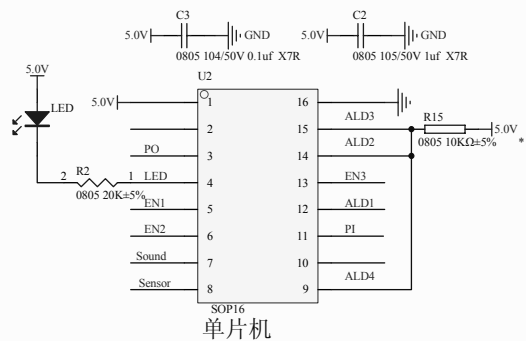 C3
5.0V
GND
0805 104/50V 0.1uf X7R
C2
5.0V
GND
0805 105/50V 1uf X7R
5.0V
LED
U2
5.0V
1
16
2
15
ALD3
R15
5.0V
0805 10KΩ±5%
*
PO
3
14
ALD2
2
R2
1
LED
4
13
EN3
0805 20K±5%
EN1
5
12
ALD1
EN2
6
11
PI
Sound
7
10
Sensor
8
9
ALD4
SOP16
单片机